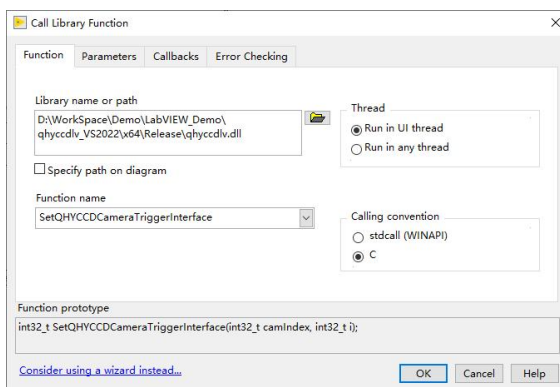 Call Library Function
Function
Parameters
Callbacks
Error Checking
Library name or path
D:\WorkSpace\Demo\LabVIEW_Demo\
qhyccdlv_VS2022\x64\Release\qhyccdlv.dll
Specify path on diagram
Function name
SetQHYCCDCameraTriggerInterface
Thread
Run in UI thread
Run in any thread
Calling convention
stdcall (WINAPI)
C
Function prototype
int32_t SetQHYCCDCameraTriggerInterface(int32_t camIndex, int32_t i);
Consider using a wizard instead...
OK
Cancel
Help